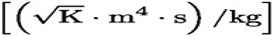 [(√K · m⁴ · s) /kg]